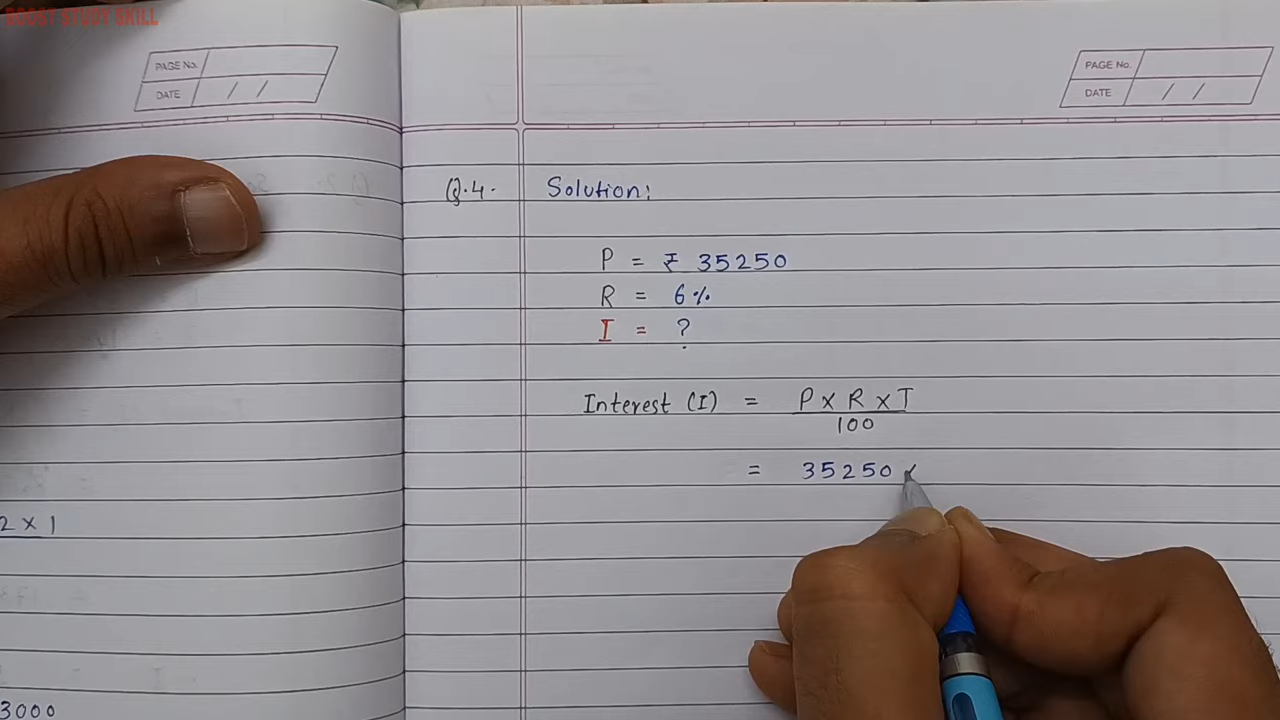 BOOST STUDY SKILL
PAGE No.
DATE / /
PAGE No.
DATE / /
Q.4. Solution:
P = ₹ 35250
R = 6%
I = ?
Interest (I) = P x R x T
100
= 35250 x
2 x 1
3000